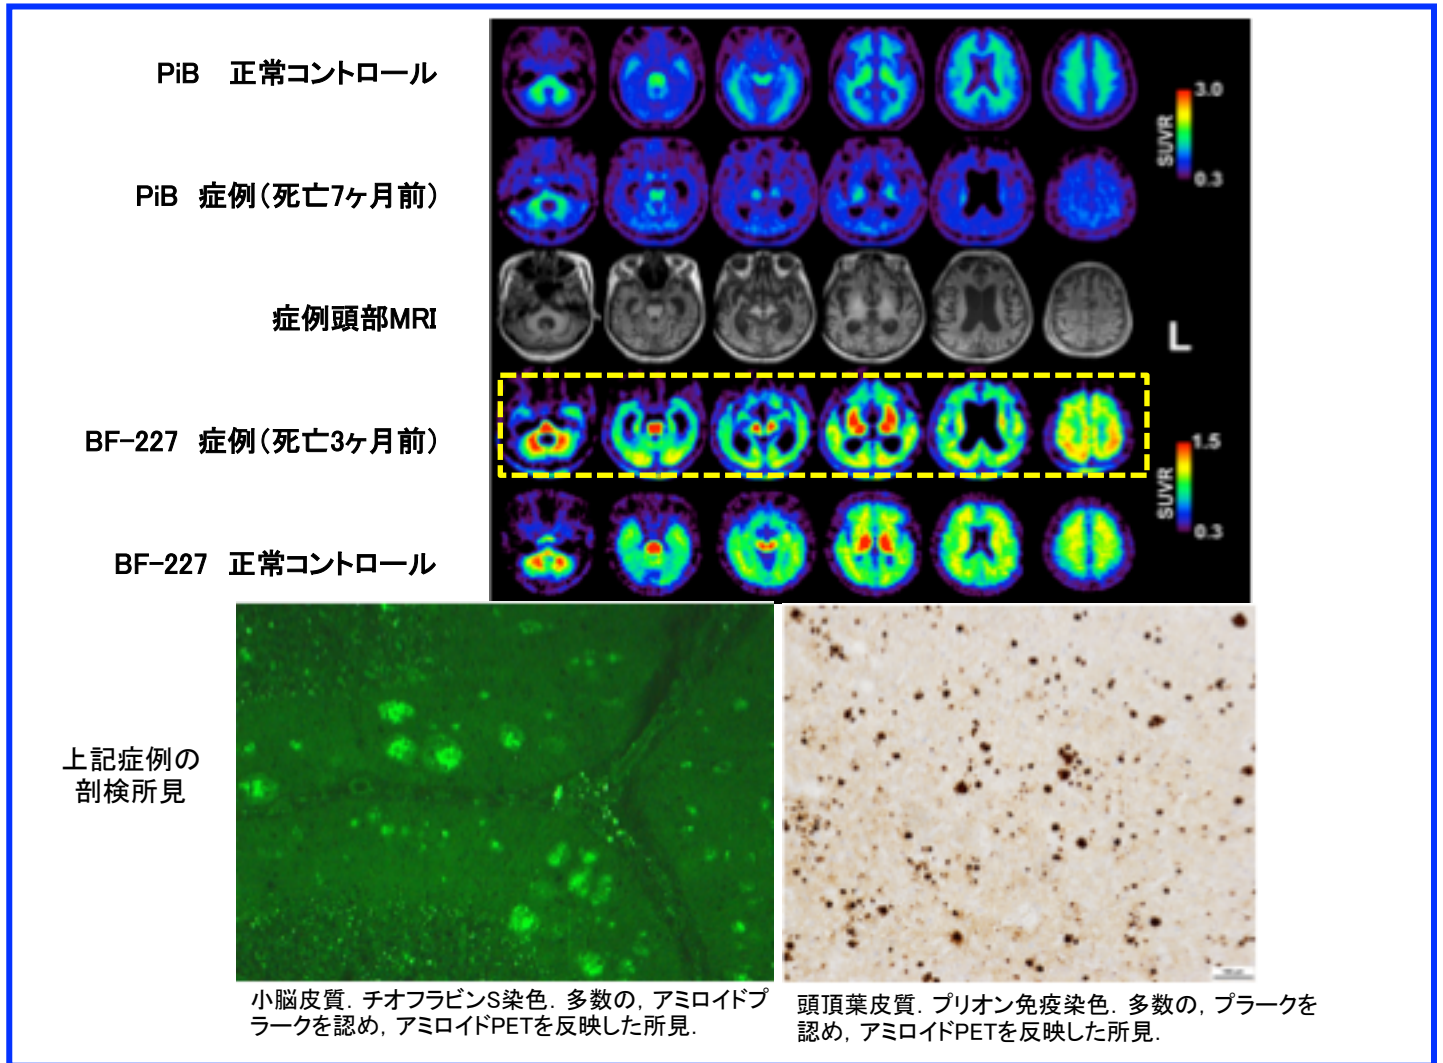 PiB 正常コントロール
3.0
SUVR
0.3
PiB 症例(死亡7ヶ月前)
症例頭部MRI
L
BF-227 症例(死亡3ヶ月前)
1.5
SUVR
0.3
BF-227 正常コントロール
上記症例の
剖検所見
小脳皮質. チオフラビンS染色. 多数の, アミロイドプ
ラークを認め, アミロイドPETを反映した所見.
頭頂葉皮質. プリオン免疫染色. 多数の, プラークを
認め, アミロイドPETを反映した所見.